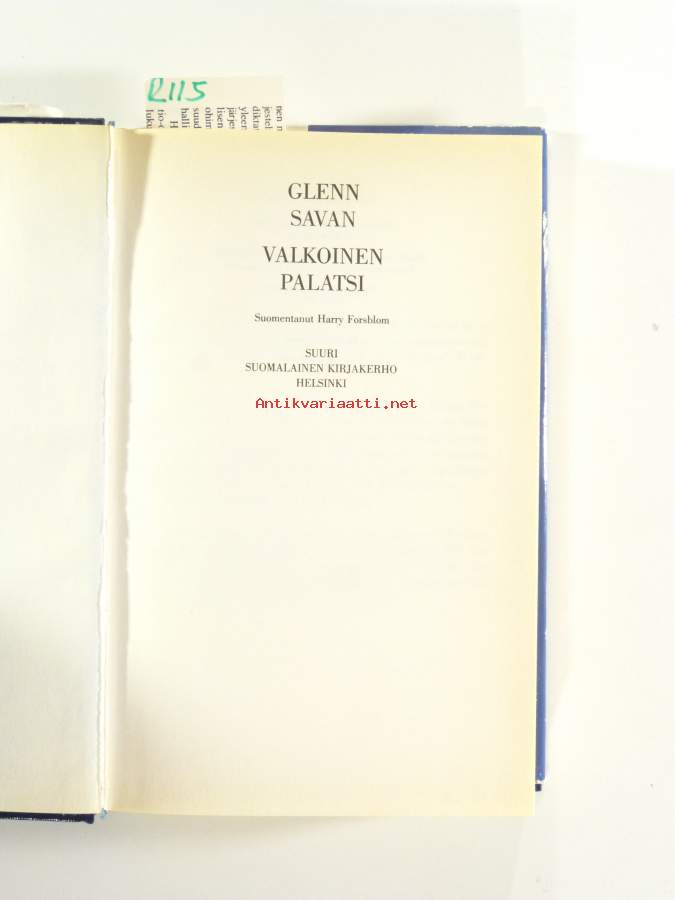 R115
GLENN
SAVAN
VALKOINEN
PALATSI
Suomentanut Harry Forsblom
SUURI
SUOMALAINEN KIRJAKERHO
HELSINKI
Antikvariaatti.net